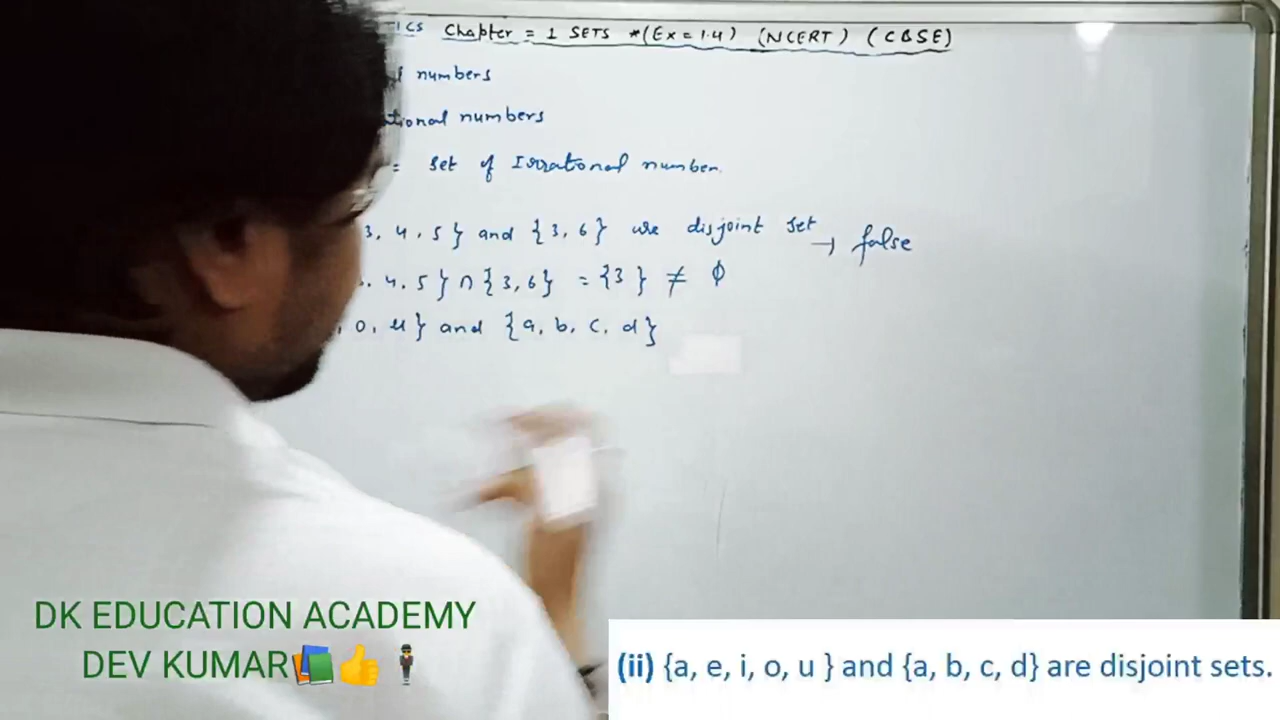 ICS Chapter = 1 SETS *(Ex = 1.4) (NCERT) (CBSE)
numbers
tional numbers
= set of Irrational number.
3, 4, 5 } and {3, 6} are disjoint set → false
4, 5 } ∩ {3, 6} = {3} ≠ ϕ
, o, u} and {a, b, c, d}
DK EDUCATION ACADEMY
DEV KUMAR📚👍🕴
(ii) {a, e, i, o, u } and {a, b, c, d} are disjoint sets.